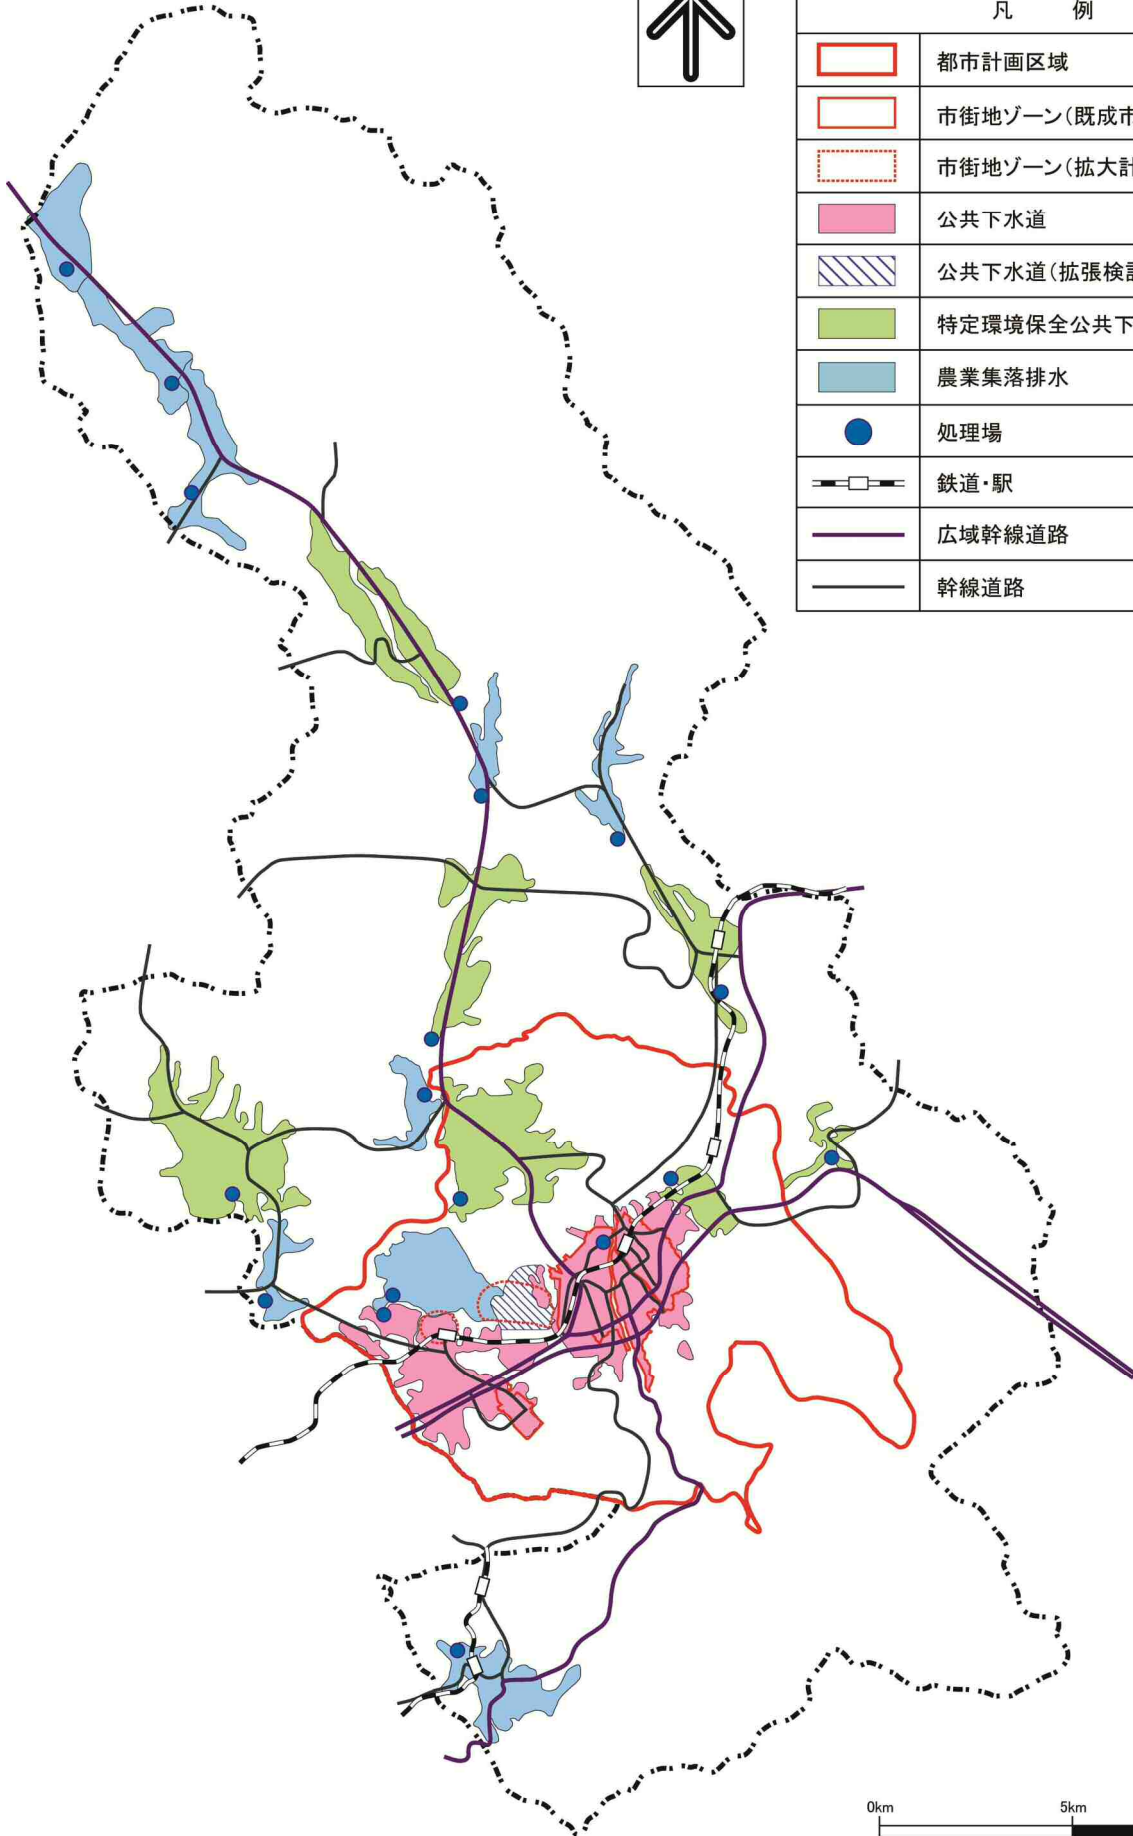 凡 例
都市計画区域
市街地ゾーン(既成市
市街地ゾーン(拡大計
公共下水道
公共下水道(拡張検討
特定環境保全公共下
農業集落排水
処理場
鉄道・駅
広域幹線道路
幹線道路
0km 5km